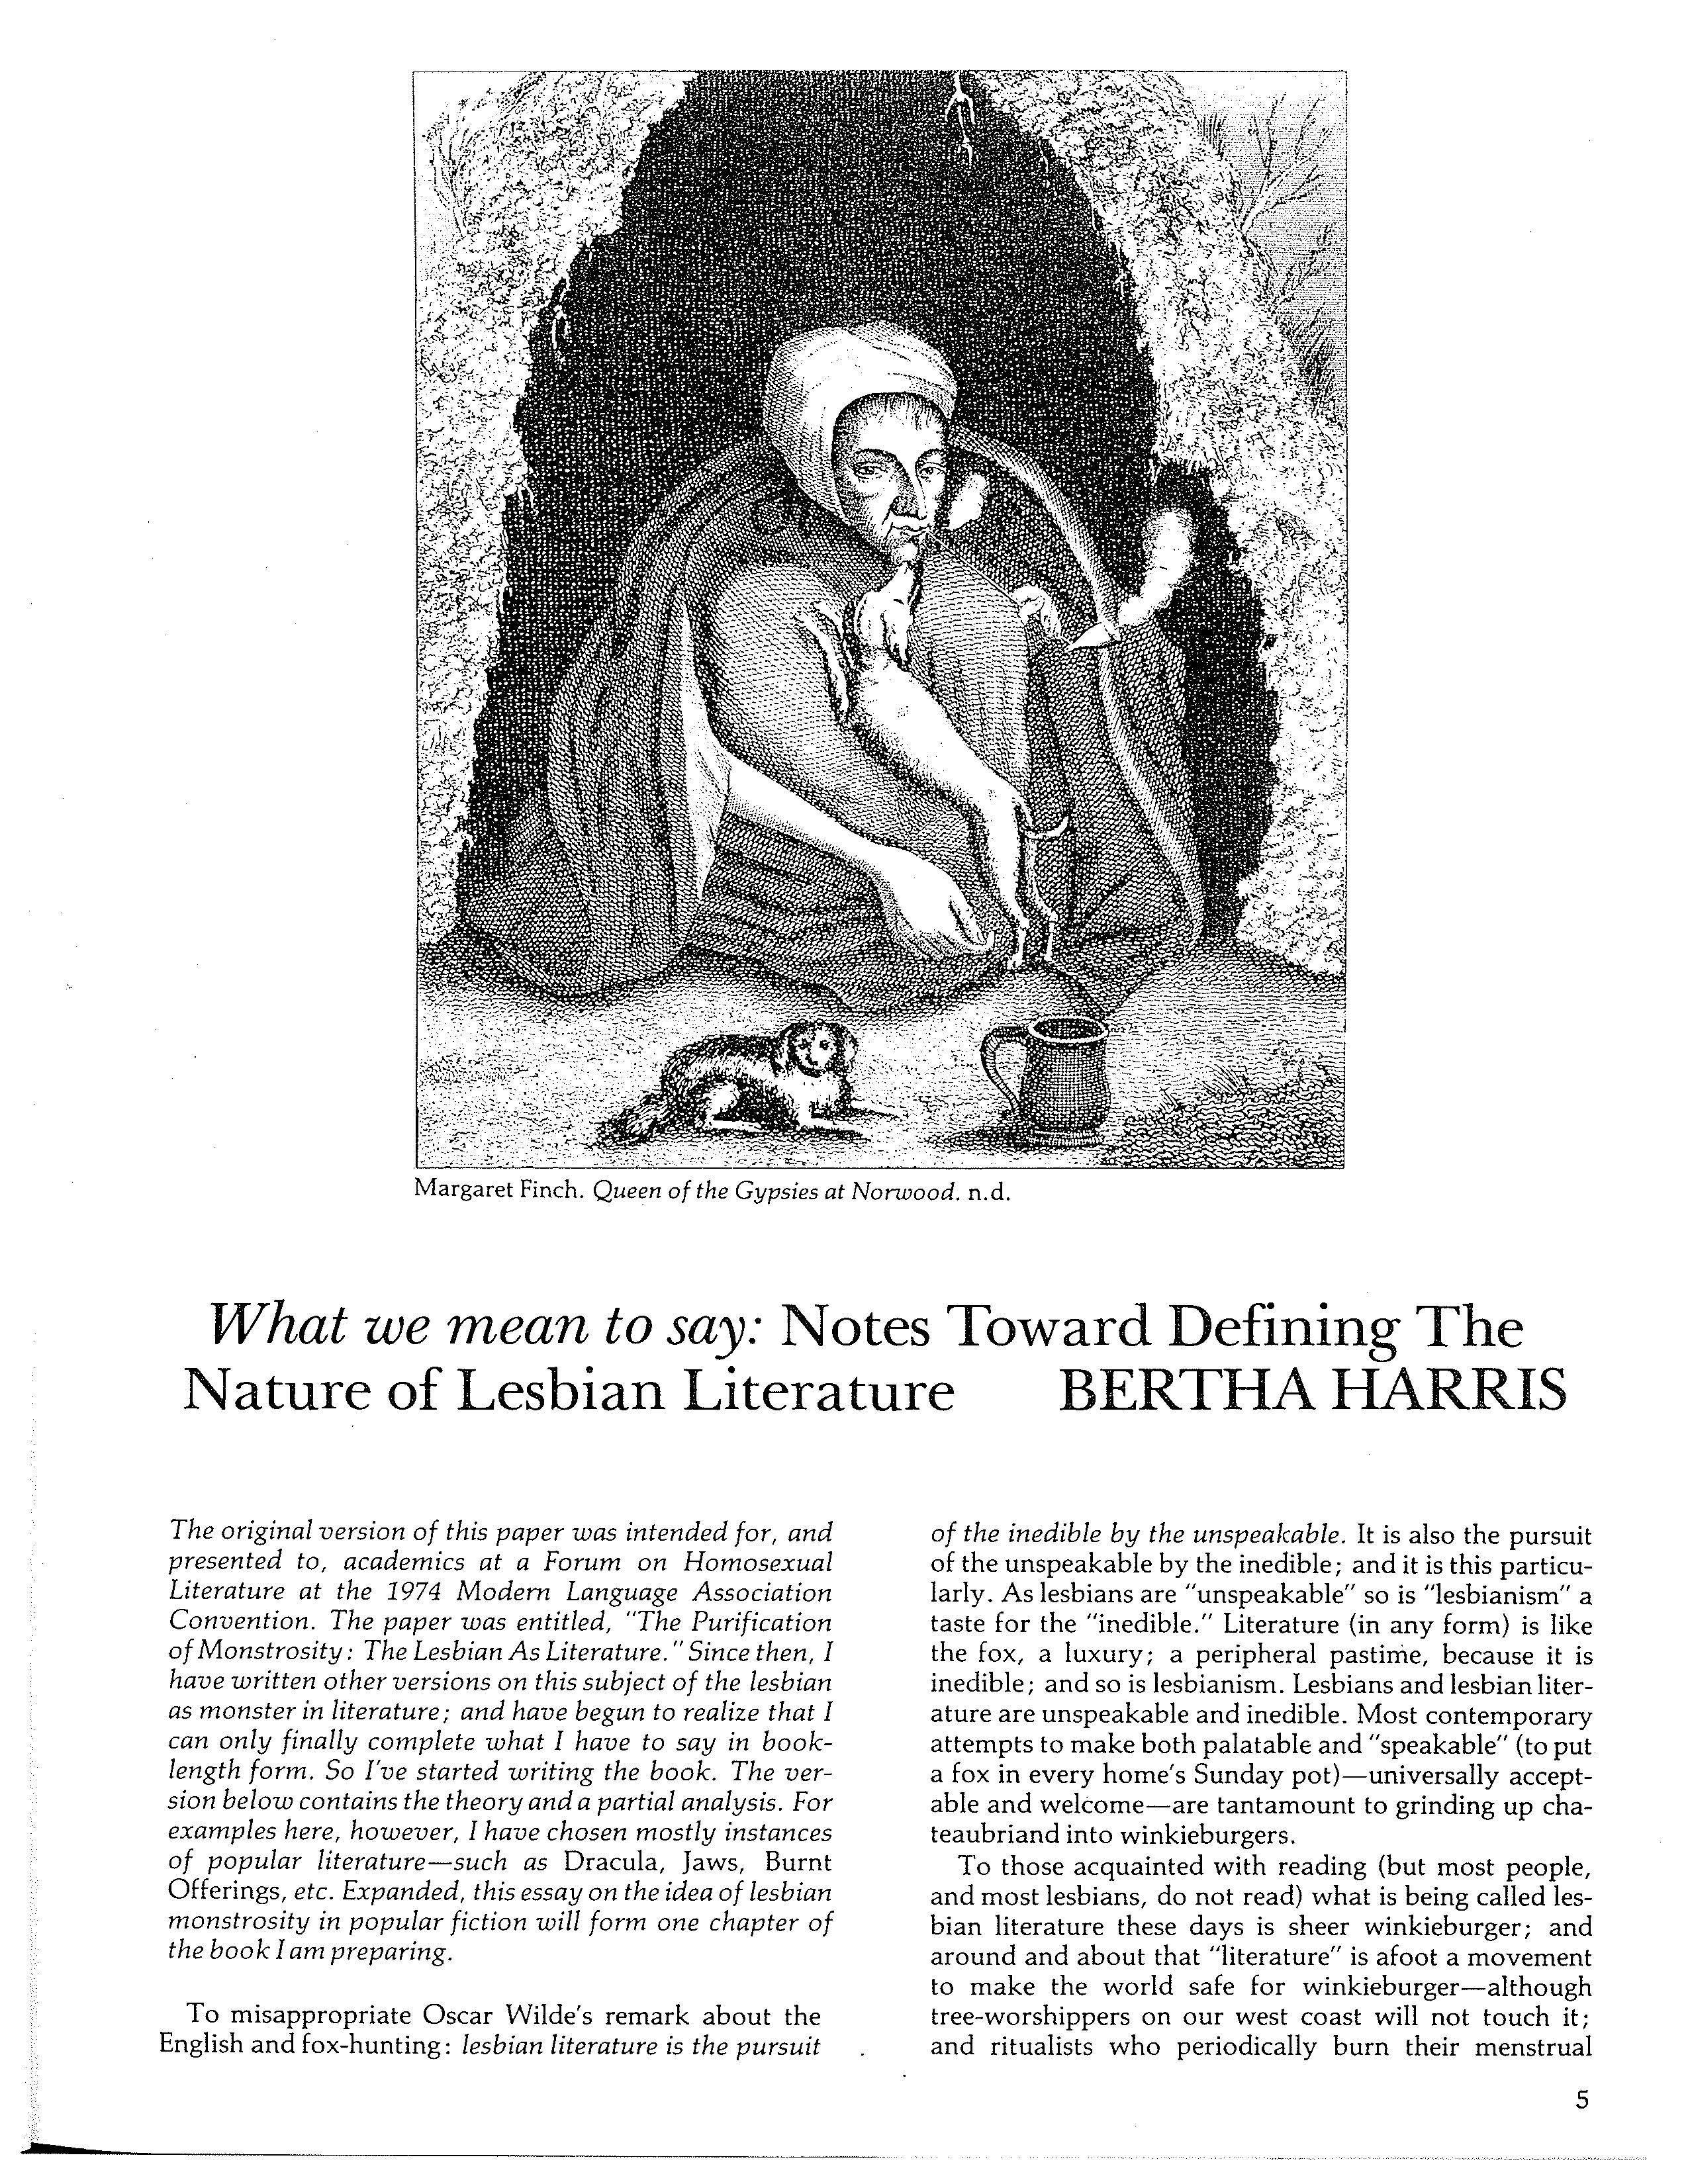 Margaret Finch. Queen of the Gypsies at Norwood. n.d.
What we mean to say: Notes Toward Defining The
Nature of Lesbian Literature BERTHA HARRIS
The original version of this paper was intended for, and
presented to, academics at a Forum on Homosexual
Literature at the 1974 Modern Language Association
Convention. The paper was entitled, "The Purification
of Monstrosity: The Lesbian As Literature." Since then, I
have written other versions on this subject of the lesbian
as monster in literature; and have begun to realize that I
can only finally complete what I have to say in book-
length form. So I've started writing the book. The ver-
sion below contains the theory and a partial analysis. For
examples here, however, I have chosen mostly instances
of popular literature—such as Dracula, Jaws, Burnt
Offerings, etc. Expanded, this essay on the idea of lesbian
monstrosity in popular fiction will form one chapter of
the book I am preparing.
To misappropriate Oscar Wilde's remark about the
English and fox-hunting: lesbian literature is the pursuit
of the inedible by the unspeakable. It is also the pursuit
of the unspeakable by the inedible; and it is this particu-
larly. As lesbians are "unspeakable" so is "lesbianism" a
taste for the "inedible." Literature (in any form) is like
the fox, a luxury; a peripheral pastime, because it is
inedible; and so is lesbianism. Lesbians and lesbian liter-
ature are unspeakable and inedible. Most contemporary
attempts to make both palatable and "speakable" (to put
a fox in every home's Sunday pot)—universally accept-
able and welcome—are tantamount to grinding up cha-
teaubriand into winkieburgers.
To those acquainted with reading (but most people,
and most lesbians, do not read) what is being called les-
bian literature these days is sheer winkieburger; and
around and about that "literature" is afoot a movement
to make the world safe for winkieburger—although
tree-worshippers on our west coast will not touch it;
and ritualists who periodically burn their menstrual
5